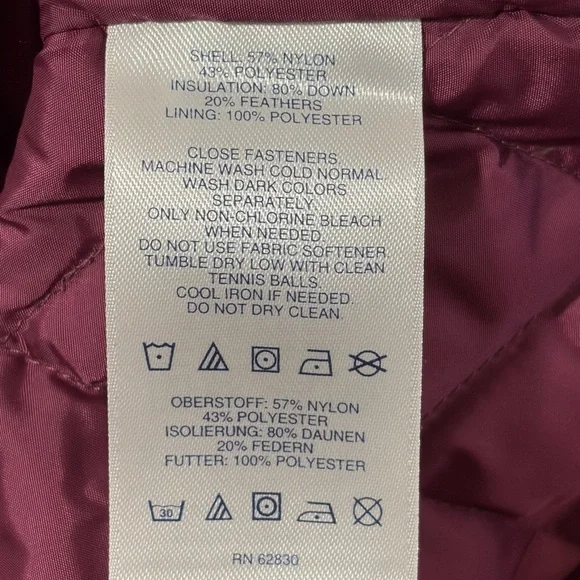 SHELL: 57% NYLON
43% POLYESTER
INSULATION: 80% DOWN
20% FEATHERS
LINING: 100% POLYESTER
CLOSE FASTENERS.
MACHINE WASH COLD NORMAL.
WASH DARK COLORS
SEPARATELY.
ONLY NON-CHLORINE BLEACH
WHEN NEEDED.
DO NOT USE FABRIC SOFTENER.
TUMBLE DRY LOW WITH CLEAN
TENNIS BALLS.
COOL IRON IF NEEDED.
DO NOT DRY CLEAN.
OBERSTOFF: 57% NYLON
43% POLYESTER
ISOLIERUNG: 80% DAUNEN
20% FEDERN
FUTTER: 100% POLYESTER
30
RN 62830